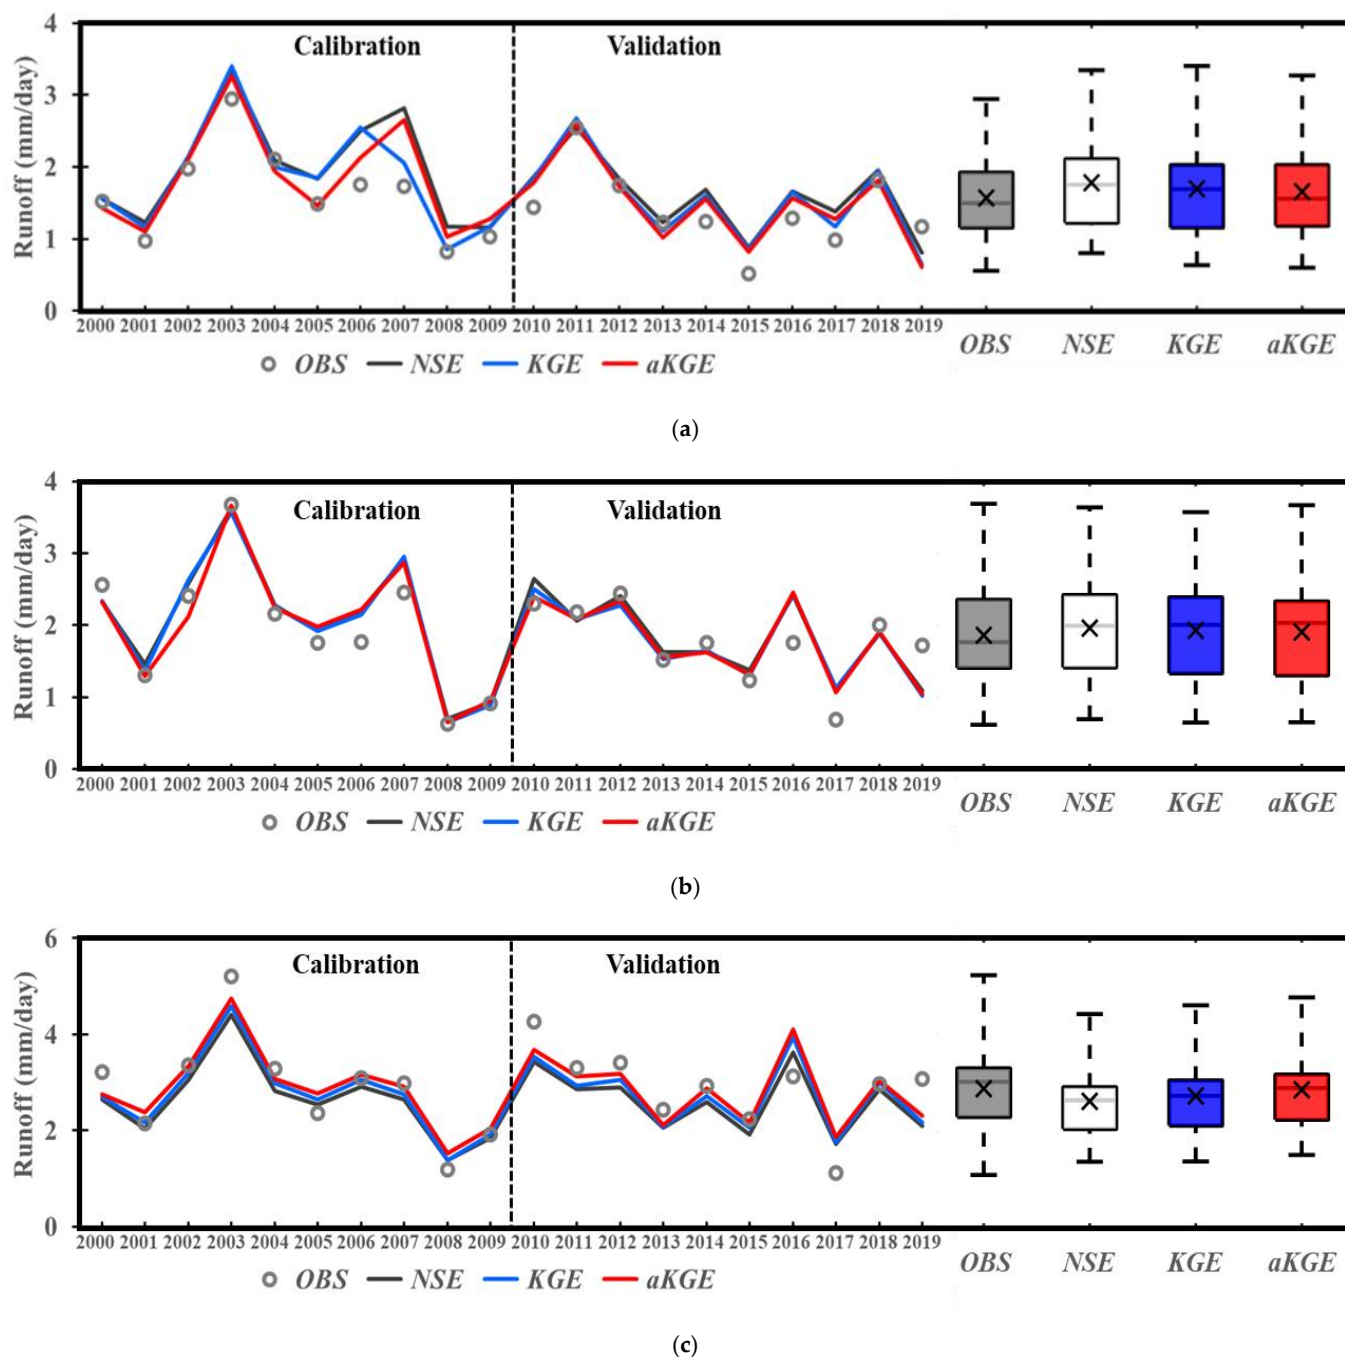 4
Calibration
Validation
Runoff (mm/day)
3
2
1
0
2000 2001 2002 2003 2004 2005 2006 2007 2008 2009 2010 2011 2012 2013 2014 2015 2016 2017 2018 2019
OBS NSE KGE aKGE
OBS NSE KGE aKGE
(a)
4
Calibration
Validation
Runoff (mm/day)
3
2
1
0
2000 2001 2002 2003 2004 2005 2006 2007 2008 2009 2010 2011 2012 2013 2014 2015 2016 2017 2018 2019
OBS NSE KGE aKGE
OBS NSE KGE aKGE
(b)
6
Calibration
Validation
Runoff (mm/day)
4
2
0
2000 2001 2002 2003 2004 2005 2006 2007 2008 2009 2010 2011 2012 2013 2014 2015 2016 2017 2018 2019
OBS NSE KGE aKGE
OBS NSE KGE aKGE
(c)